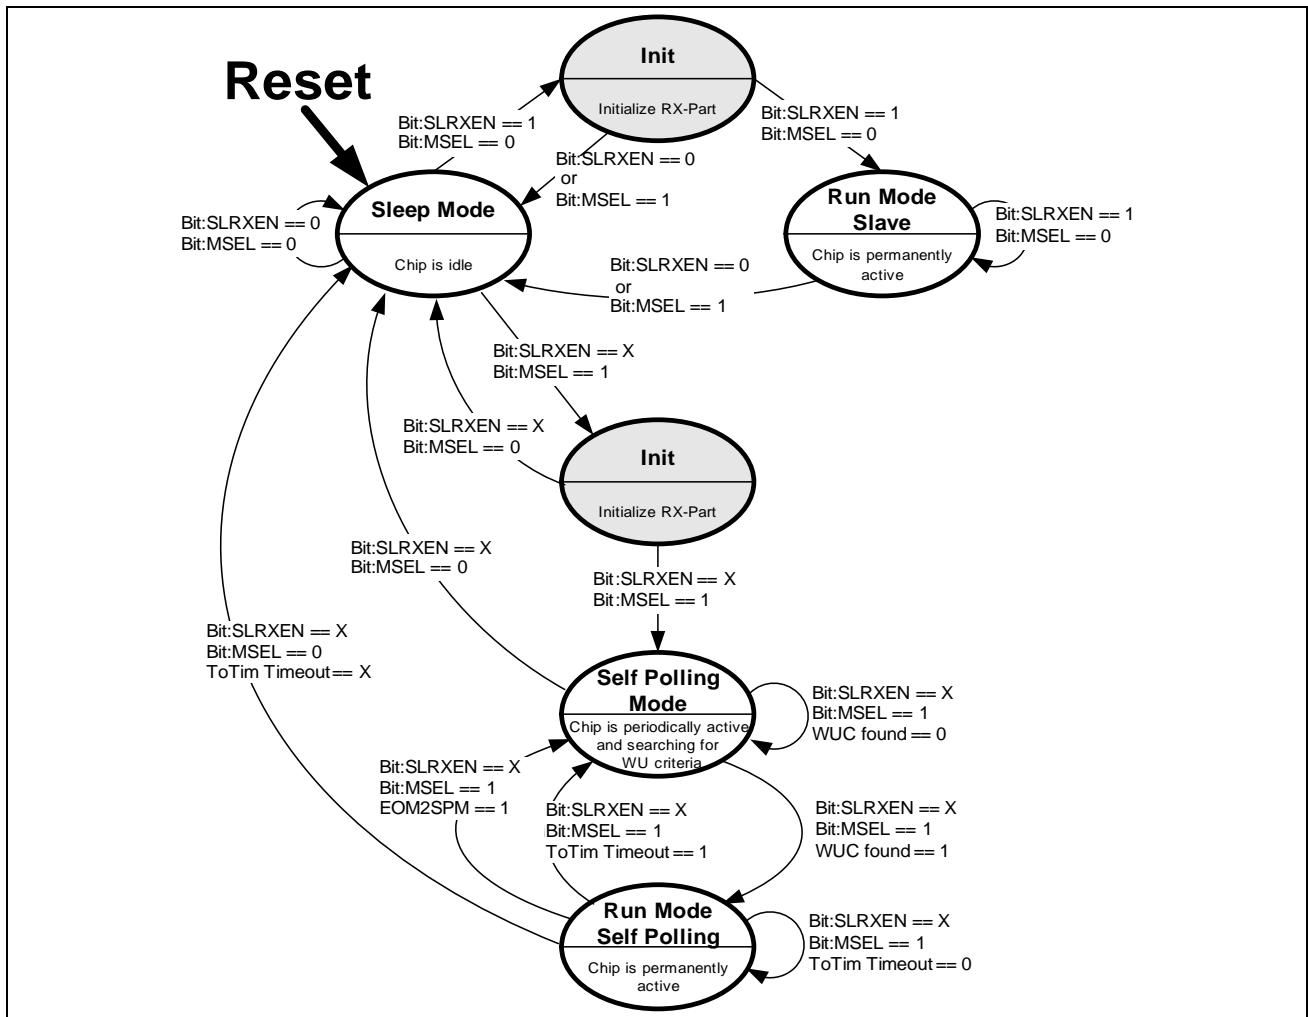 Init
Initialize RX-Part
Reset
Bit:SLRXEN == 1
Bit:MSEL == 0
Bit:SLRXEN == 1
Bit:MSEL == 0
Bit:SLRXEN == 0
or
Bit:MSEL == 1
Sleep Mode
Chip is idle
Bit:SLRXEN == 0
Bit:MSEL == 0
Run Mode
Slave
Chip is permanently
active
Bit:SLRXEN == 1
Bit:MSEL == 0
Bit:SLRXEN == 0
or
Bit:MSEL == 1
Bit:SLRXEN == X
Bit:MSEL == 1
Bit:SLRXEN == X
Bit:MSEL == 0
Init
Initialize RX-Part
Bit:SLRXEN == X
Bit:MSEL == 0
Bit:SLRXEN == X
Bit:MSEL == 1
Bit:SLRXEN == X
Bit:MSEL == 0
ToTim Timeout == X
Self Polling
Mode
Chip is periodically active
and searching for
WU criteria
Bit:SLRXEN == X
Bit:MSEL == 1
WUC found == 0
Bit:SLRXEN == X
Bit:MSEL == 1
EOM2SPM == 1
Bit:SLRXEN == X
Bit:MSEL == 1
ToTim Timeout == 1
Bit:SLRXEN == X
Bit:MSEL == 1
WUC found == 1
Run Mode
Self Polling
Chip is permanently
active
Bit:SLRXEN == X
Bit:MSEL == 1
ToTim Timeout == 0